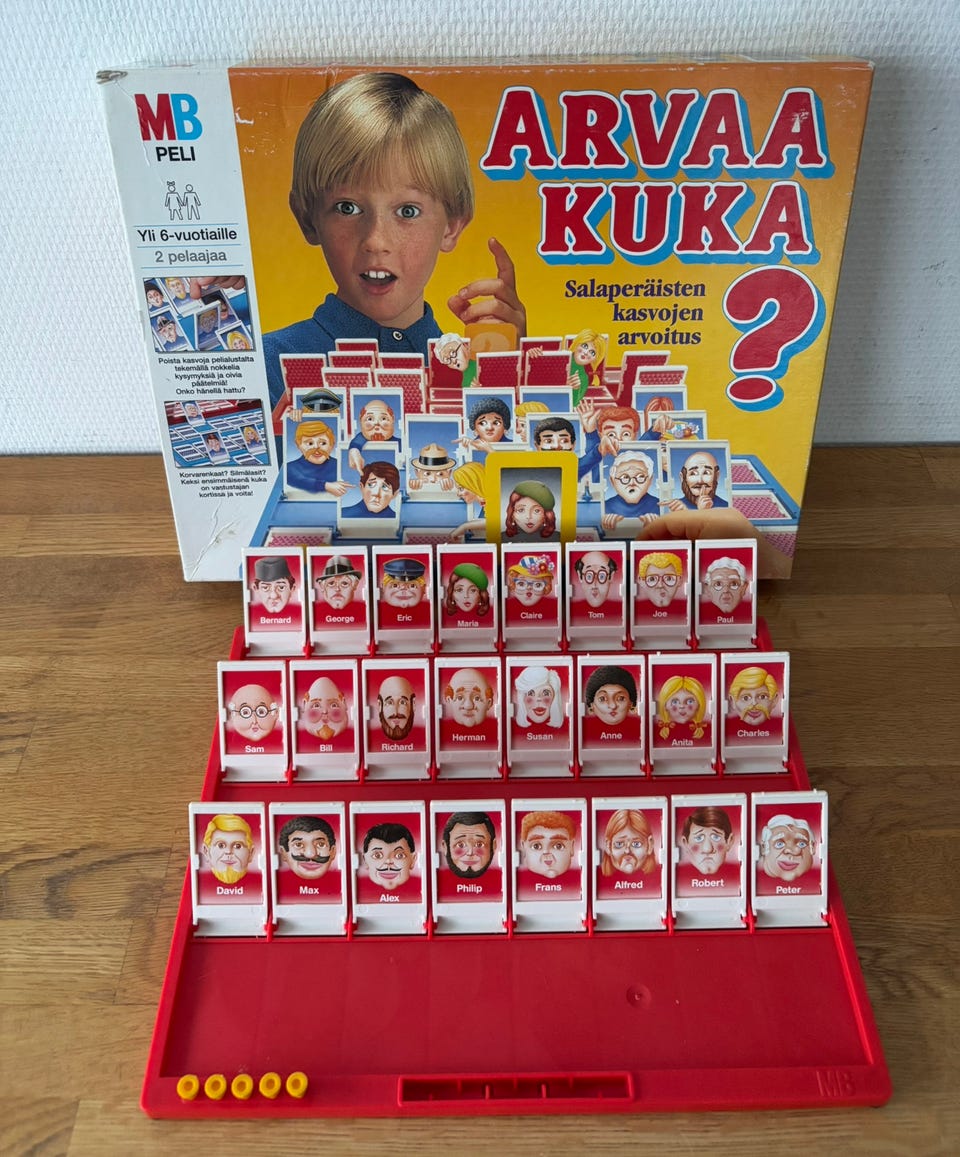 MB
PELI
Yli 6-vuotiaille
2 pelaajaa
Poista kasvoja pelialustalta
tekemällä nokkelia
kysymyksiä ja oivia
päätelmiä!
Onko hänellä hattu?
Korvarenkaat? Silmälasit?
Keksi ensimmäisenä kuka
on vastustajan
kortissa ja voita!
ARVAA
KUKA
?
Salaperäisten
kasvojen
arvoitus
Bernard
George
Eric
Maria
Claire
Tom
Joe
Paul
Sam
Bill
Richard
Herman
Susan
Anne
Anita
Charles
David
Max
Alex
Philip
Frans
Alfred
Robert
Peter
MB